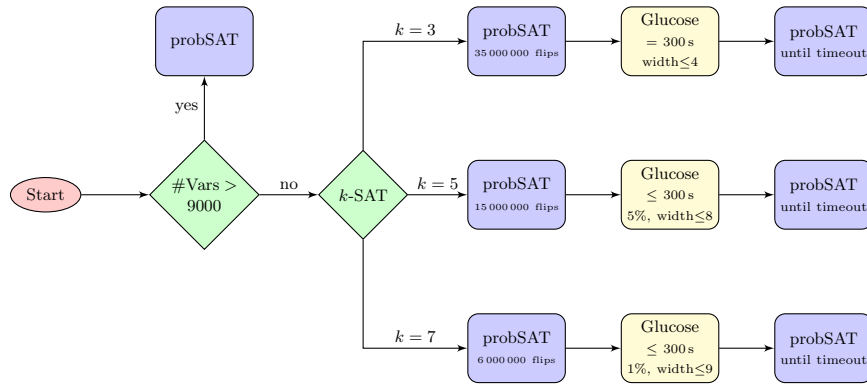 probSAT
yes
Start
#Vars >
9000
no
k-SAT
k = 3
probSAT
35 000 000 flips
Glucose
= 300 s
width≤4
probSAT
until timeout
k = 5
probSAT
15 000 000 flips
Glucose
≤ 300 s
5%, width≤8
probSAT
until timeout
k = 7
probSAT
6 000 000 flips
Glucose
≤ 300 s
1%, width≤9
probSAT
until timeout